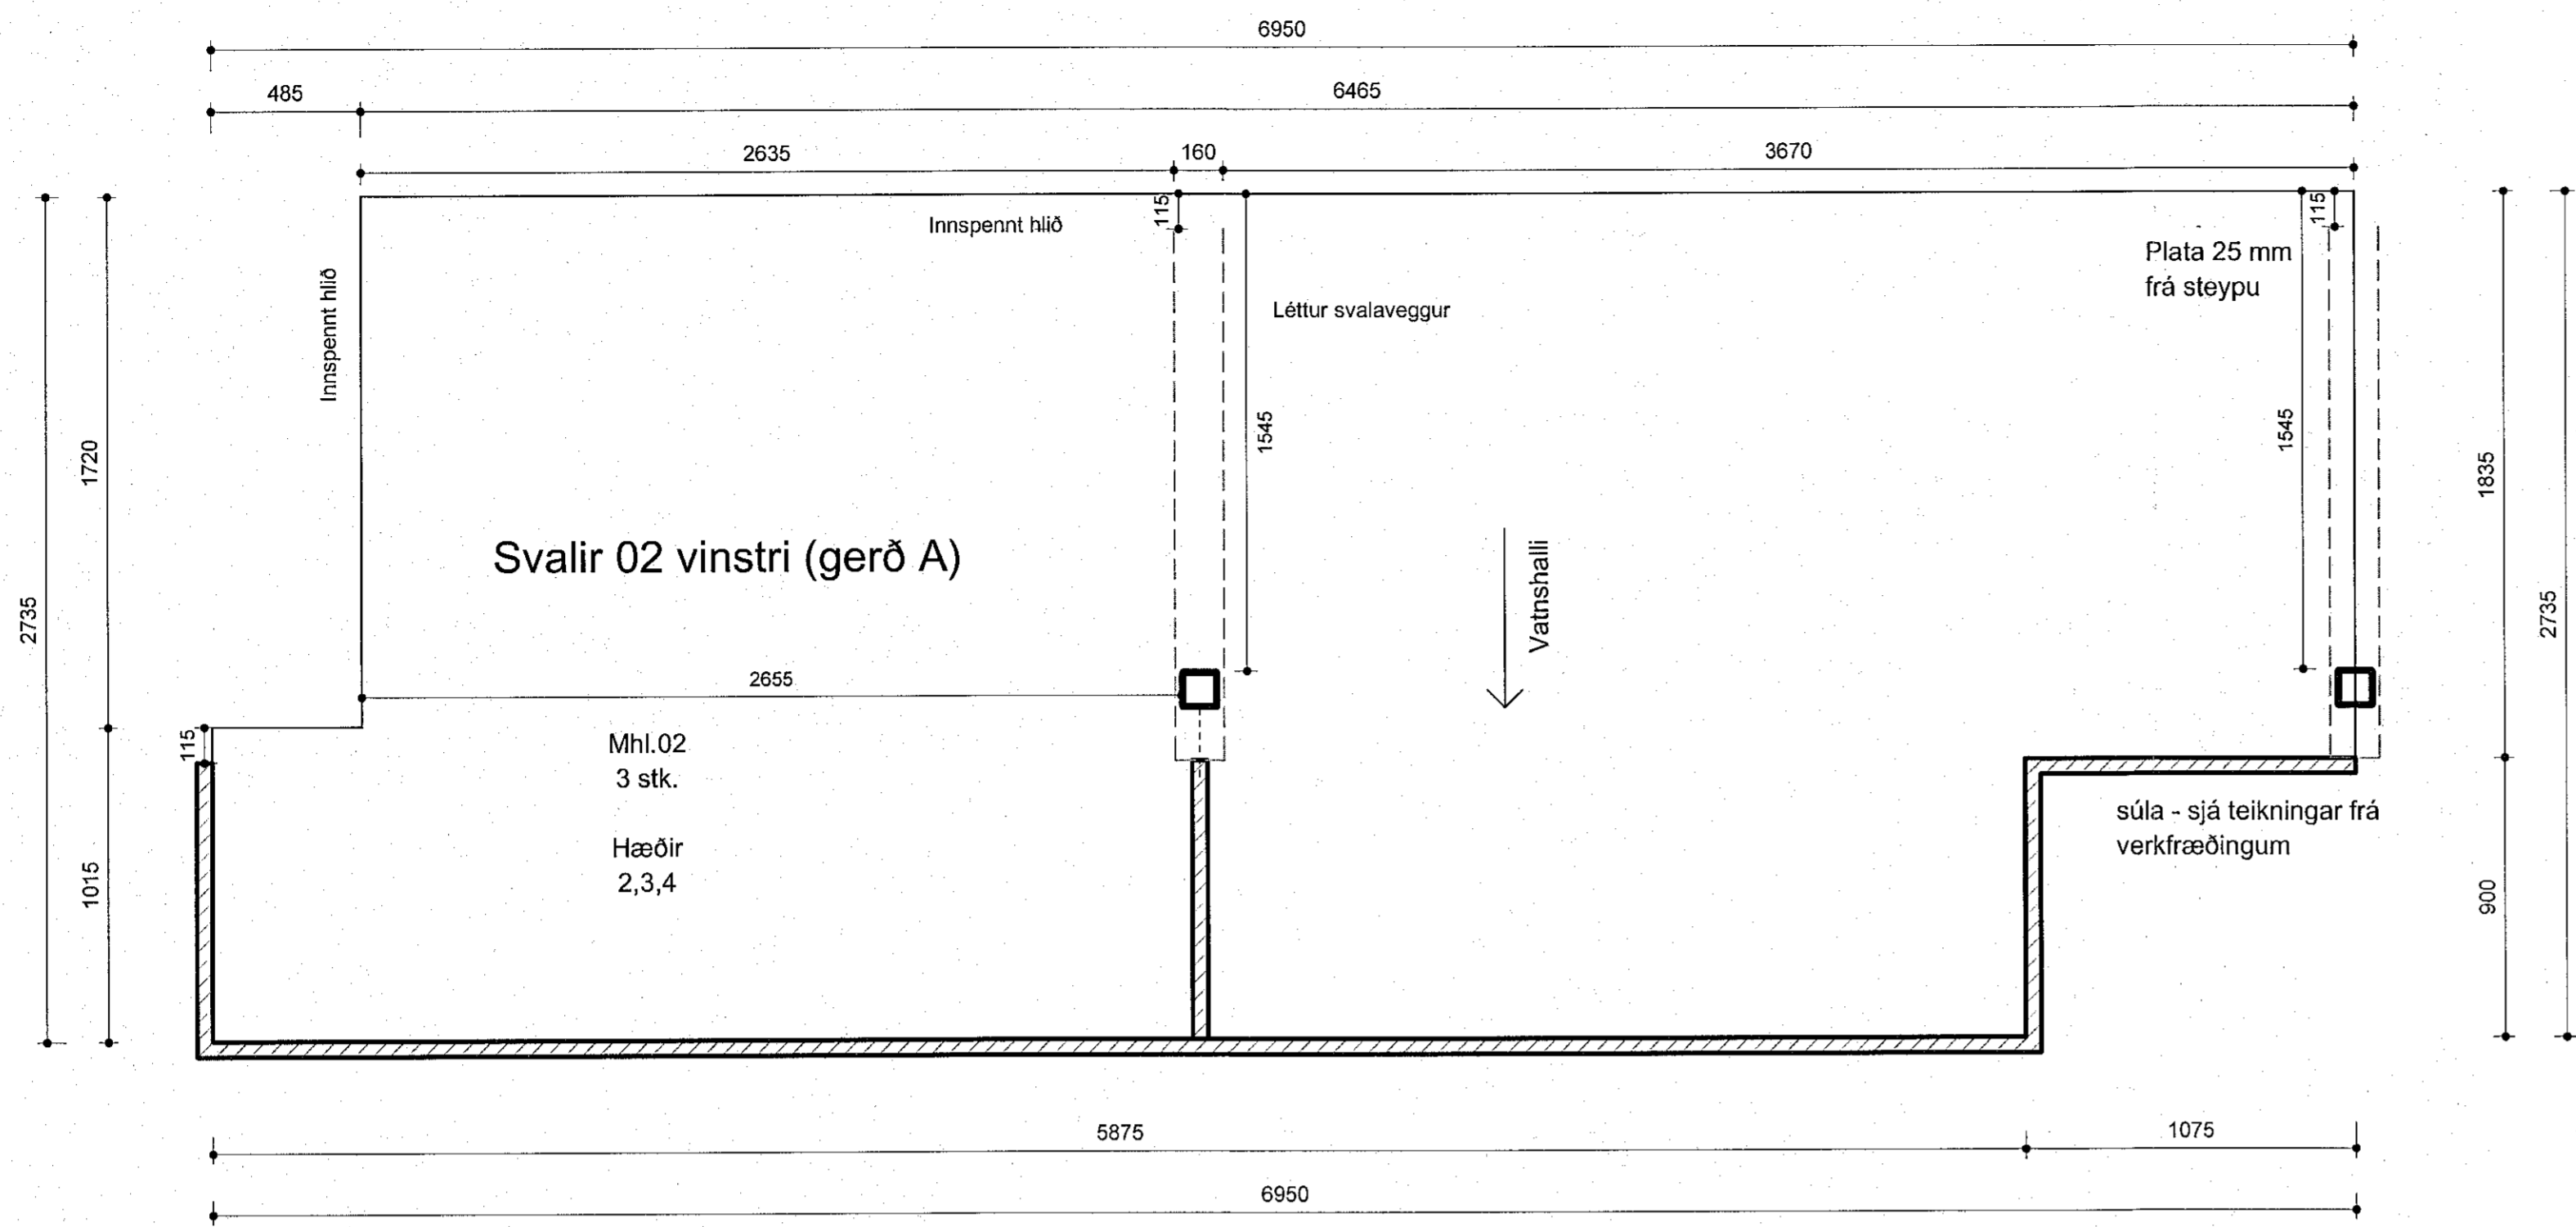 6950
485
6465
2635
160
3670
115
115
Innspennt hlið
Plata 25 mm
frá steypu
Innspennt hlið
Léttur svalaveggur
1545
1545
1720
1835
Svalir 02 vinstri (gerð A)
Vatnshalli
2735
2735
2655
115
Mhl.02
3 stk.
súla - sjá teikningar frá
verkfræðingum
Hæðir
2,3,4
1015
900
5875
1075
6950